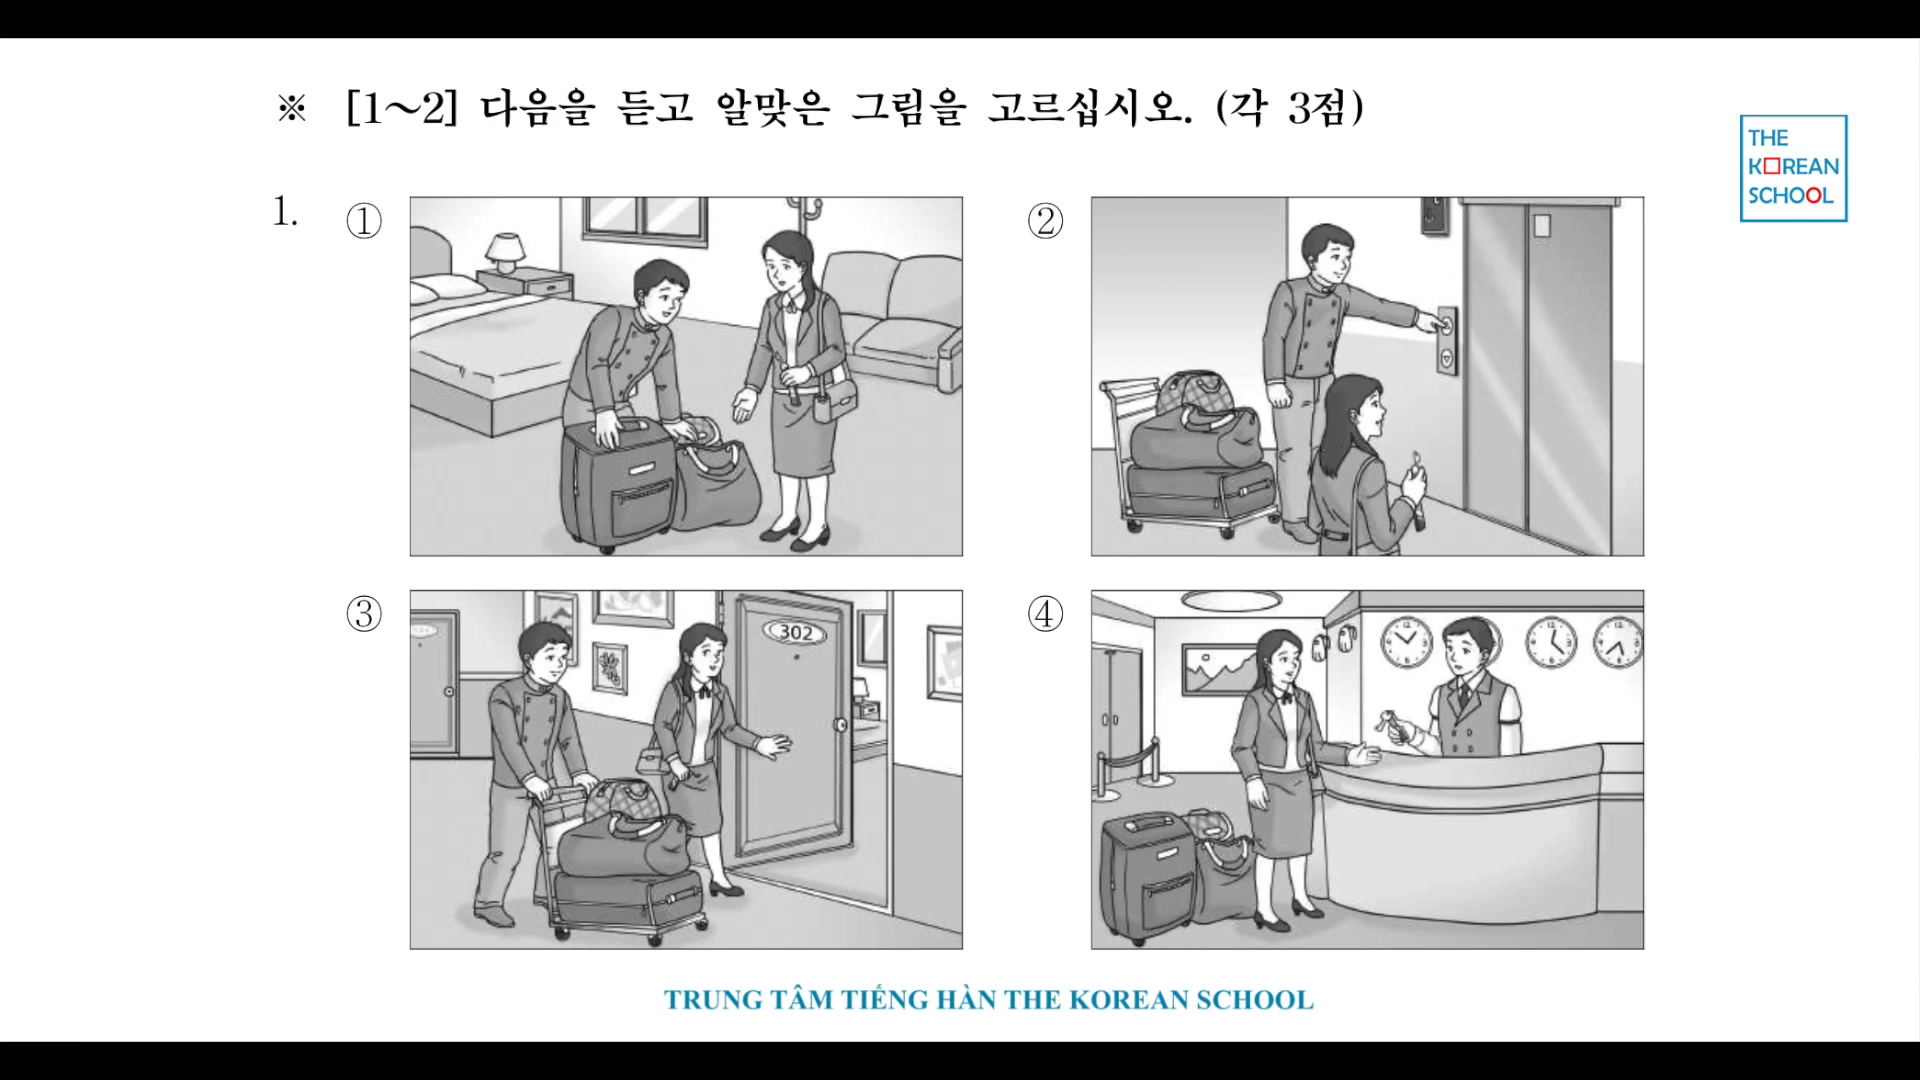 ※ [1～2] 다음을 듣고 알맞은 그림을 고르십시오. (각 3점)
THE
KOREAN
SCHOOL
1.
①
②
③
302
④
TRUNG TÂM TIẾNG HÀN THE KOREAN SCHOOL